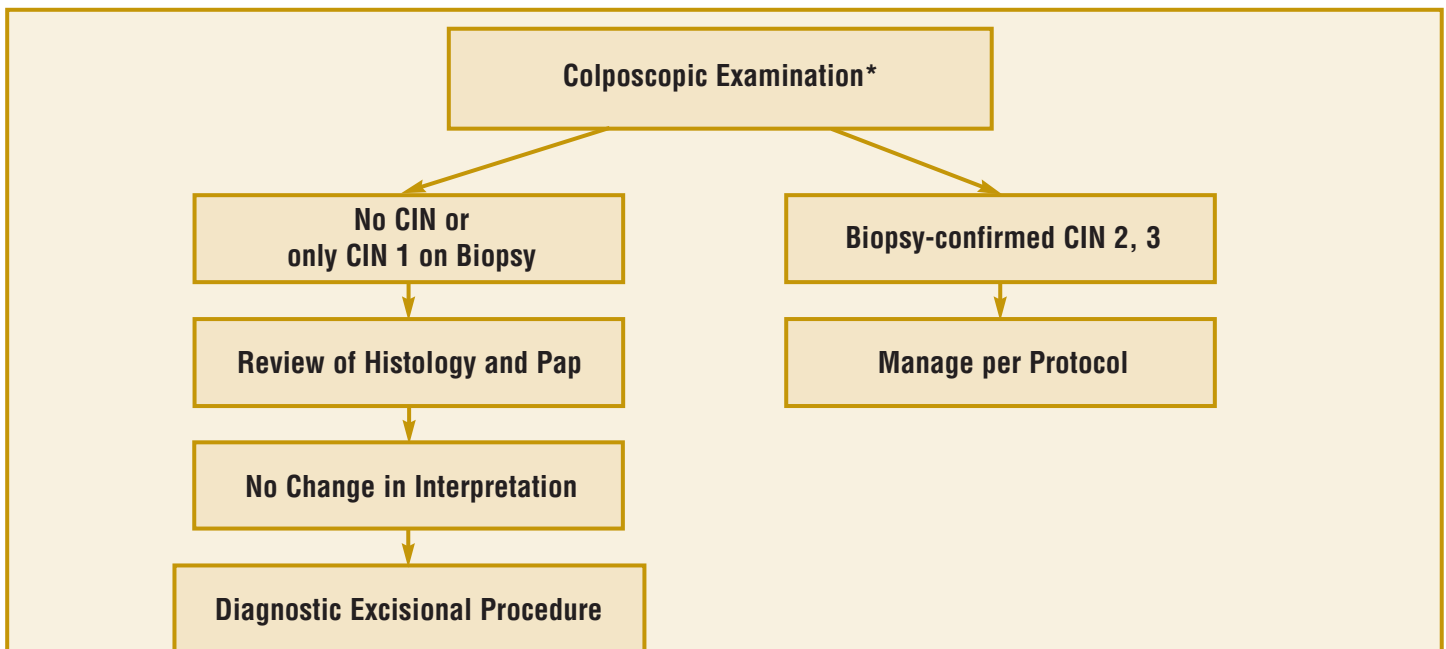 Colposcopic Examination*
No CIN or
only CIN 1 on Biopsy
Biopsy-confirmed CIN 2, 3
Review of Histology and Pap
Manage per Protocol
No Change in Interpretation
Diagnostic Excisional Procedure